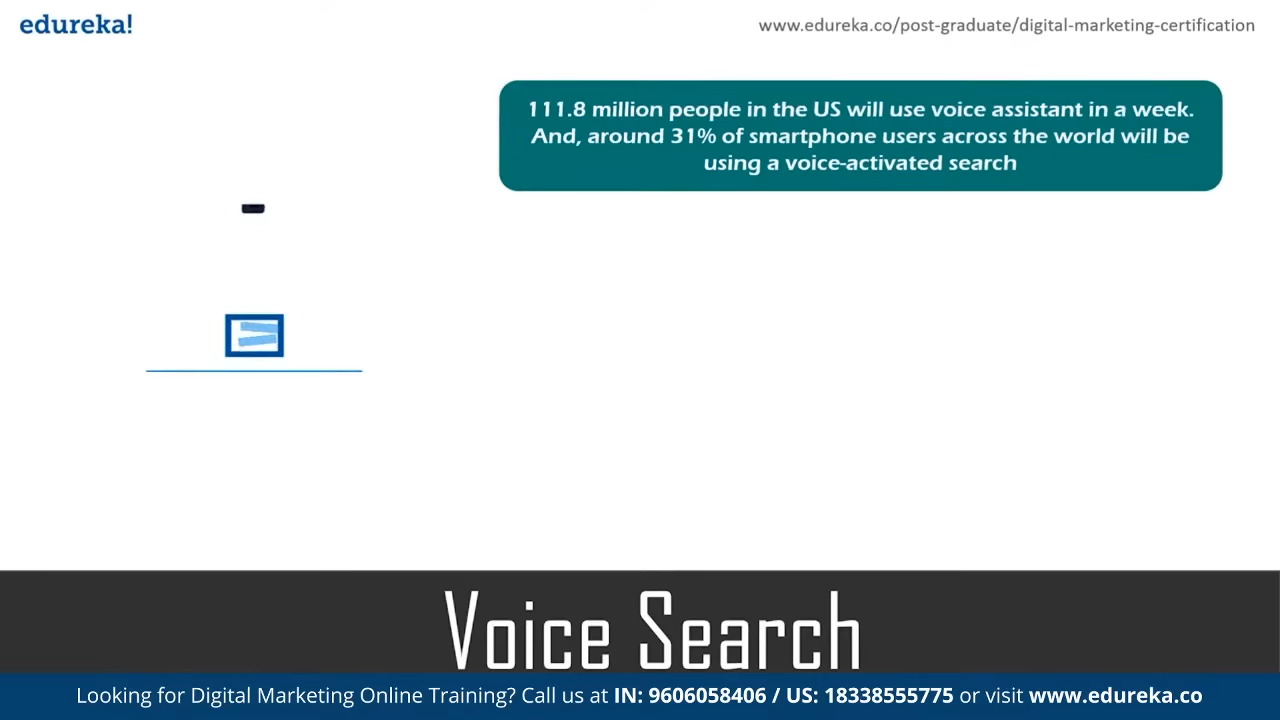 edureka!
www.edureka.co/post-graduate/digital-marketing-certification
111.8 million people in the US will use voice assistant in a week.
And, around 31% of smartphone users across the world will be
using a voice-activated search
Voice Search
Looking for Digital Marketing Online Training? Call us at IN: 9606058406 / US: 18338555775 or visit www.edureka.co